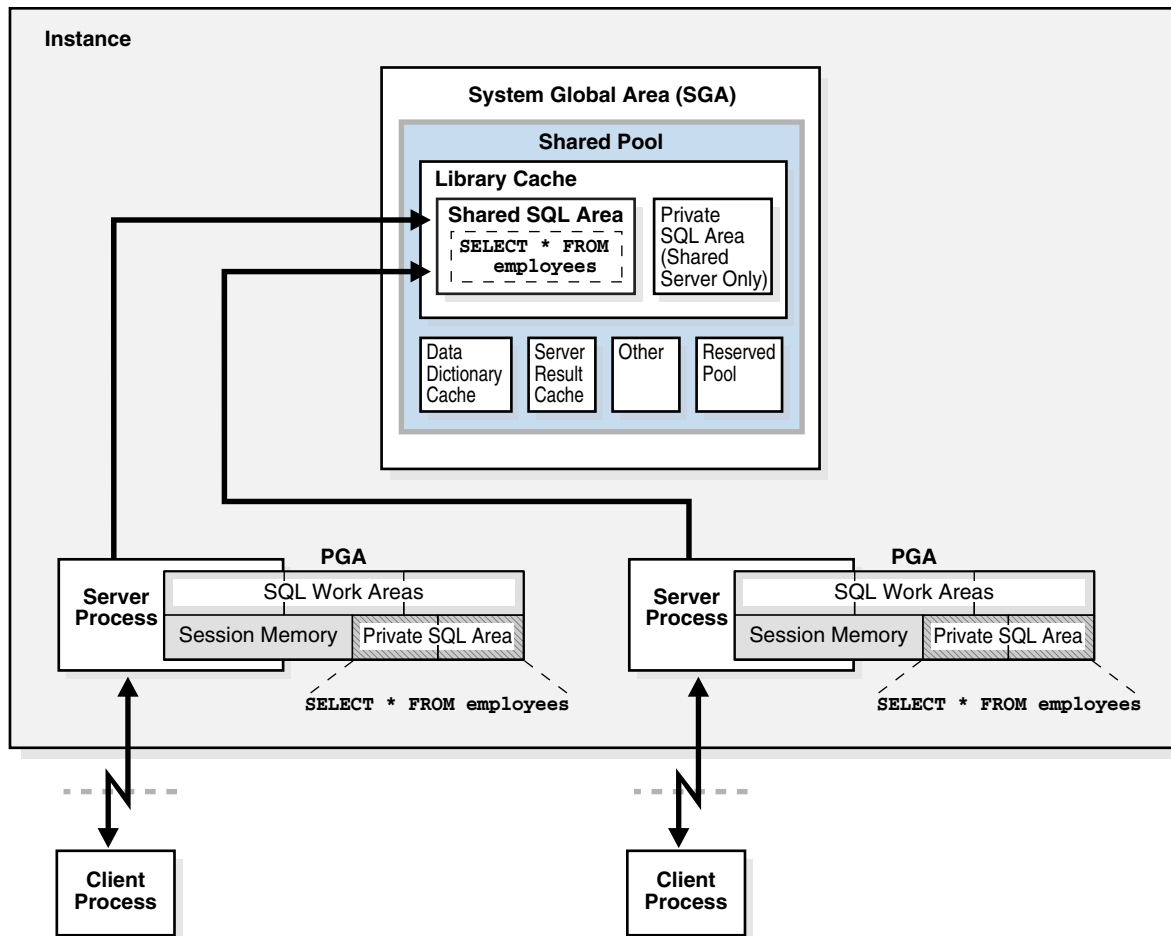 Instance
System Global Area (SGA)
Shared Pool
Library Cache
Shared SQL Area
SELECT * FROM
employees
Private
SQL Area
(Shared
Server Only)
Data
Dictionary
Cache
Server
Result
Cache
Other
Reserved
Pool
PGA
Server
Process
SQL Work Areas
Session Memory
Private SQL Area
SELECT * FROM employees
PGA
Server
Process
SQL Work Areas
Session Memory
Private SQL Area
SELECT * FROM employees
Client
Process
Client
Process